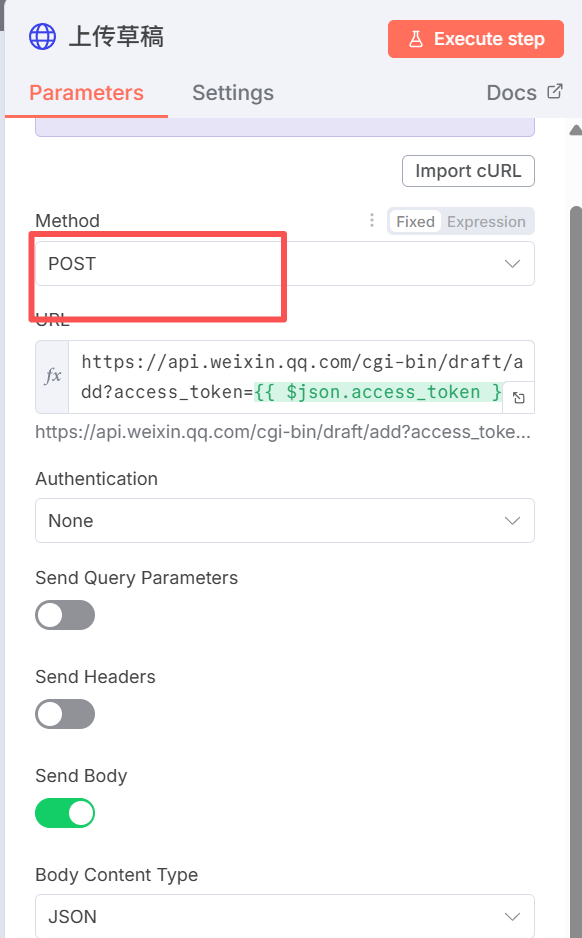 上传草稿
Execute step
Parameters
Settings
Docs
Import cURL
Method
Fixed
Expression
POST
URL
fx
https://api.weixin.qq.com/cgi-bin/draft/a
dd?access_token={{ $json.access_token }
https://api.weixin.qq.com/cgi-bin/draft/add?access_toke...
Authentication
None
Send Query Parameters
Send Headers
Send Body
Body Content Type
JSON